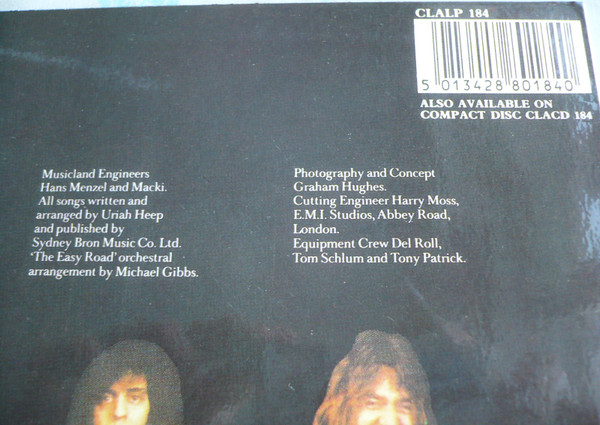 CLALP 184
5 013428 801840
ALSO AVAILABLE ON
COMPACT DISC CLACD 184
Musicland Engineers
Hans Menzel and Macki.
All songs written and
arranged by Uriah Heep
and published by
Sydney Bron Music Co. Ltd.
'The Easy Road' orchestral
arrangement by Michael Gibbs.
Photography and Concept
Graham Hughes.
Cutting Engineer Harry Moss,
E.M.I. Studios, Abbey Road,
London.
Equipment Crew Del Roll,
Tom Schlum and Tony Patrick.